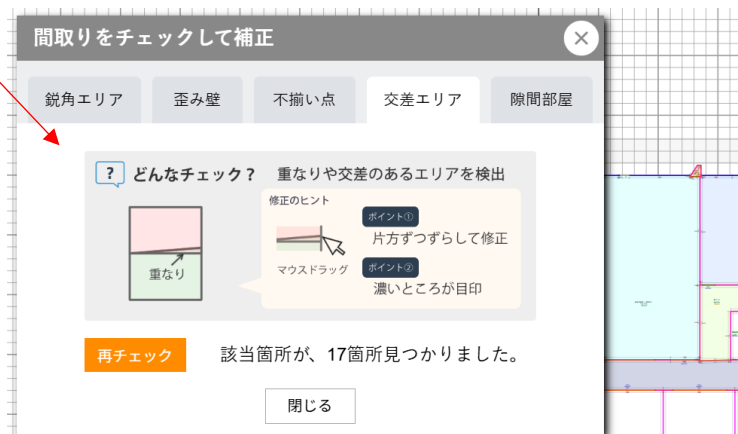 間取りをチェックして補正
鋭角エリア
歪み壁
不揃い点
交差エリア
隙間部屋
? どんなチェック？ 重なりや交差のあるエリアを検出
重なり
修正のヒント
マウスドラッグ
ポイント①
片方ずつずらして修正
ポイント②
濃いところが目印
再チェック
該当箇所が、17箇所見つかりました。
閉じる